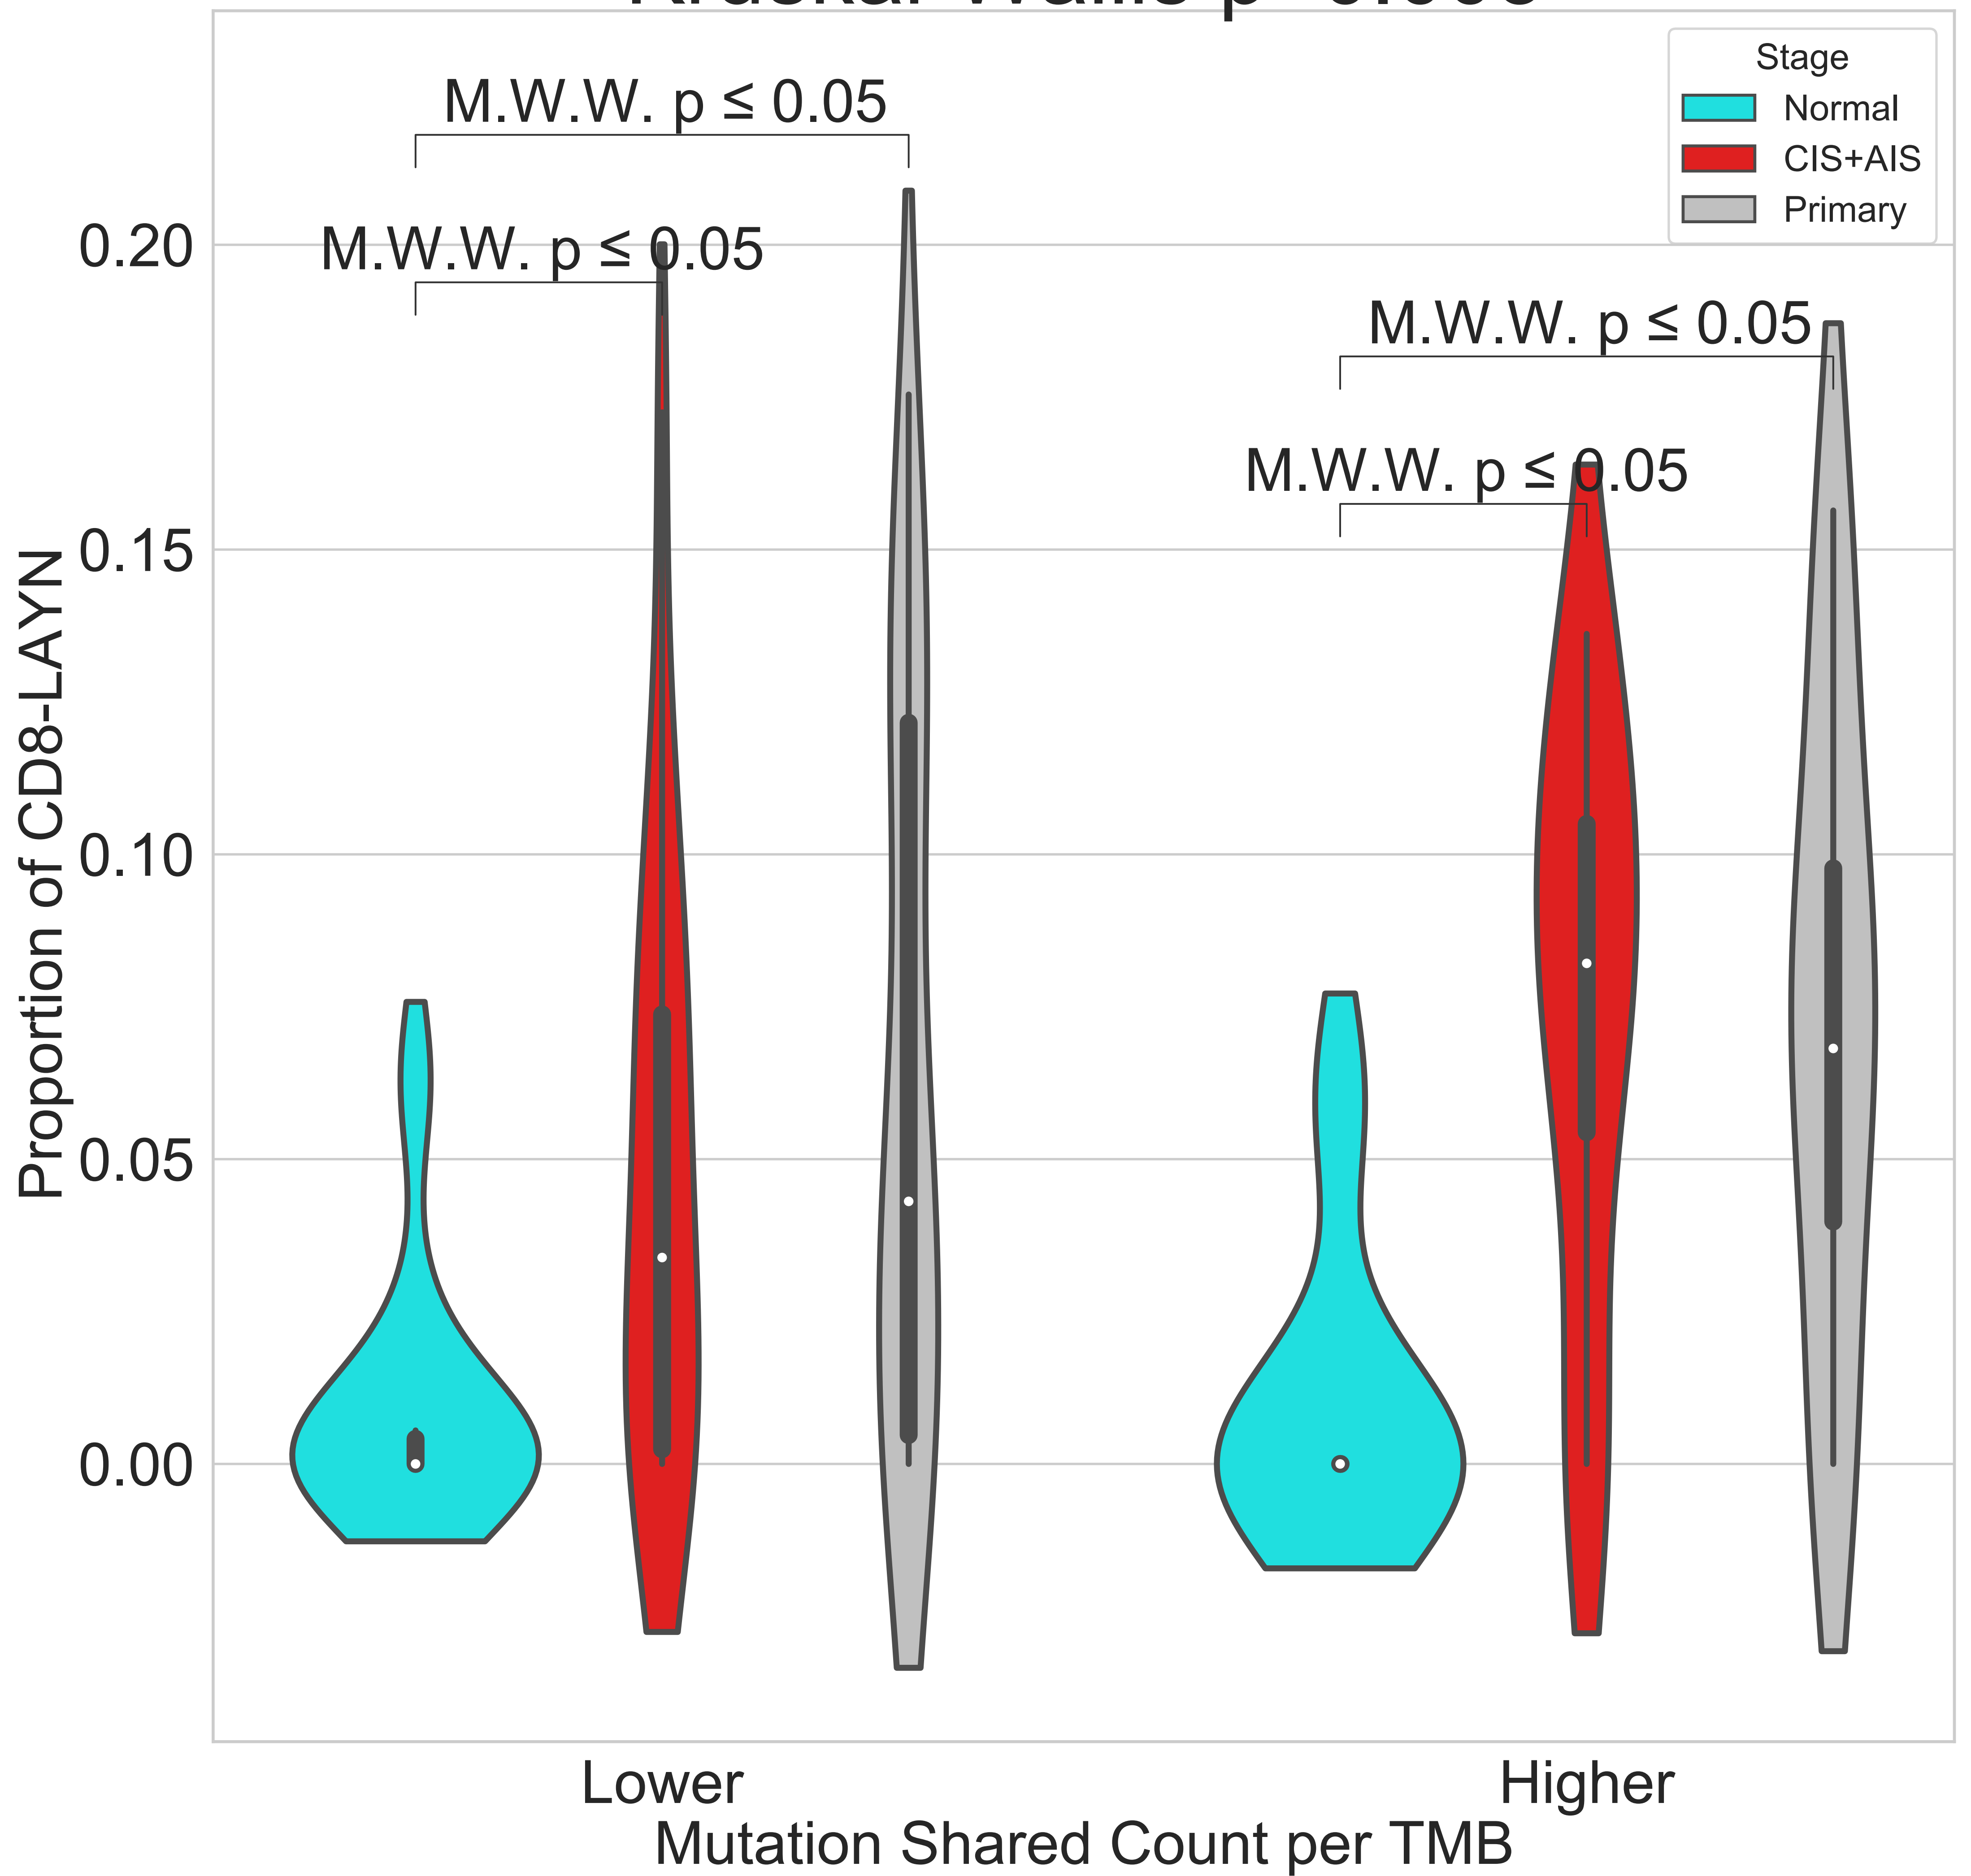 Stage
Normal
CIS+AIS
Primary
M.W.W. p ≤ 0.05
M.W.W. p ≤ 0.05
M.W.W. p ≤ 0.05
M.W.W. p ≤ 0.05
0.20
0.15
0.10
0.05
0.00
Proportion of CD8-LAYN
Lower
Higher
Mutation Shared Count per TMB